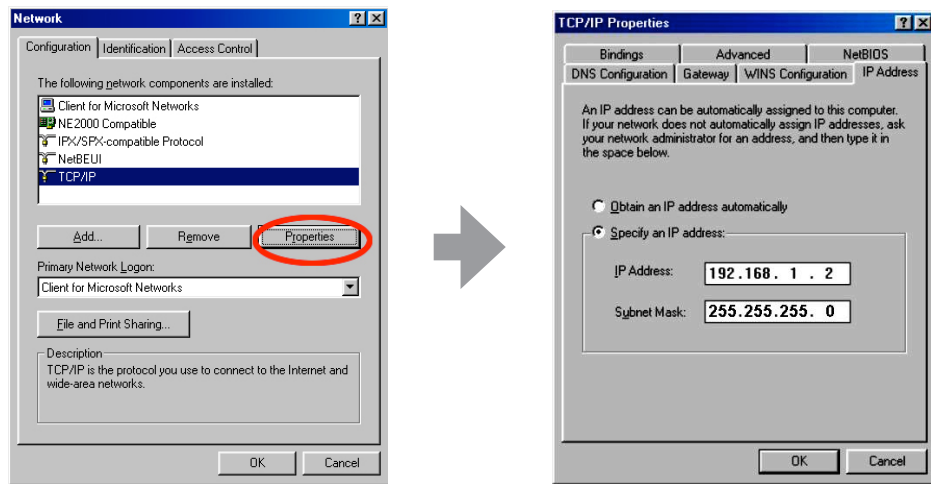 Network
Configuration Identification Access Control
The following network components are installed:
Client for Microsoft Networks
NE2000 Compatible
IPX/SPX-compatible Protocol
NetBEUI
TCP/IP
Add... Remove Properties
Primary Network Logon:
Client for Microsoft Networks
File and Print Sharing...
Description
TCP/IP is the protocol you use to connect to the Internet and
wide-area networks.
OK Cancel
TCP/IP Properties
Bindings Advanced NetBIOS
DNS Configuration Gateway WINS Configuration IP Address
An IP address can be automatically assigned to this computer.
If your network does not automatically assign IP addresses, ask
your network administrator for an address, and then type it in
the space below.
Obtain an IP address automatically
Specify an IP address:
IP Address: 192.168. 1 . 2
Subnet Mask: 255.255.255. 0
OK Cancel